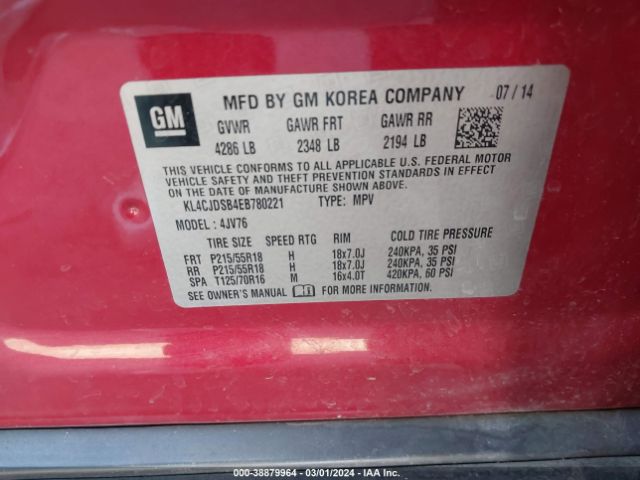 GM
MFD BY GM KOREA COMPANY 07/14
GVWR GAWR FRT GAWR RR
4286 LB 2348 LB 2194 LB
THIS VEHICLE CONFORMS TO ALL APPLICABLE U.S. FEDERAL MOTOR
VEHICLE SAFETY AND THEFT PREVENTION STANDARDS IN EFFECT ON
THE DATE OF MANUFACTURE SHOWN ABOVE.
KL4CJDSB4EB780221 TYPE: MPV
MODEL: 4JV76
TIRE SIZE SPEED RTG RIM COLD TIRE PRESSURE
FRT P215/55R18 H 18x7.0J 240KPA, 35 PSI
RR P215/55R18 H 18x7.0J 240KPA, 35 PSI
SPA T125/70R16 M 16x4.0T 420KPA, 60 PSI
SEE OWNER'S MANUAL FOR MORE INFORMATION.
000-38879964 - 03/01/2024 - IAA Inc.